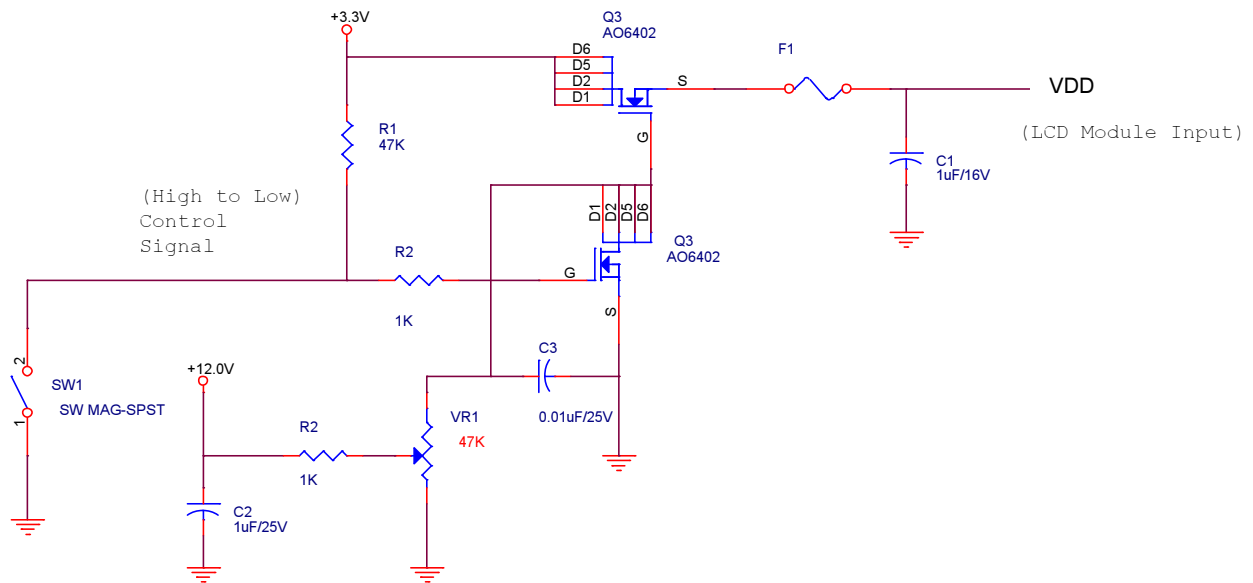 +3.3V
Q3
AO6402
D6
D5
D2
D1
S
G
F1
VDD
(LCD Module Input)
R1
47K
C1
1uF/16V
(High to Low)
Control
Signal
D1
D2
D5
D6
Q3
AO6402
R2
1K
G
S
2
SW1
SW MAG-SPST
1
+12.0V
C3
0.01uF/25V
VR1
47K
R2
1K
C2
1uF/25V